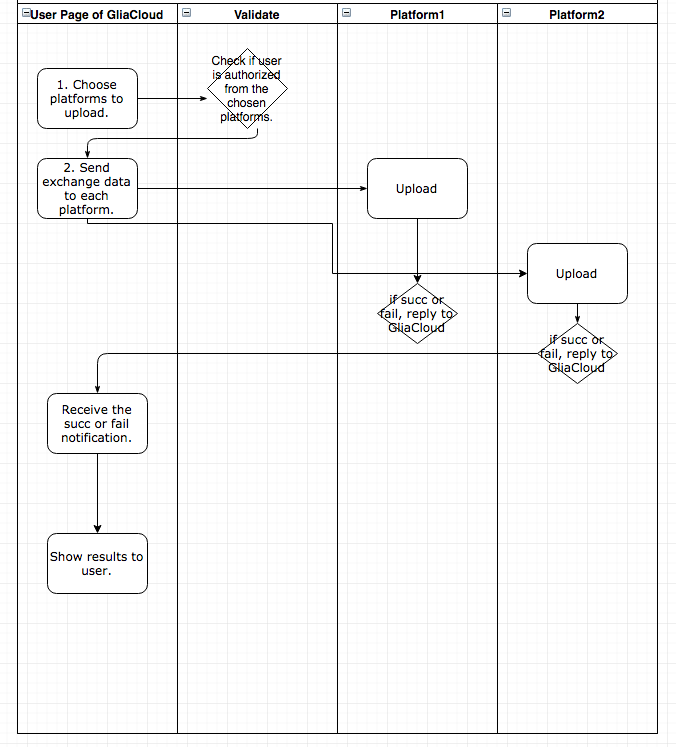 User Page of GliaCloud
Validate
Platform1
Platform2
1. Choose
platforms to
upload.
Check if user
is authorized
from the
chosen
platforms.
2. Send
exchange data
to each
platform.
Upload
Upload
if succ or
fail, reply to
GliaCloud
if succ or
fail, reply to
GliaCloud
Receive the
succ or fail
notification.
Show results to
user.